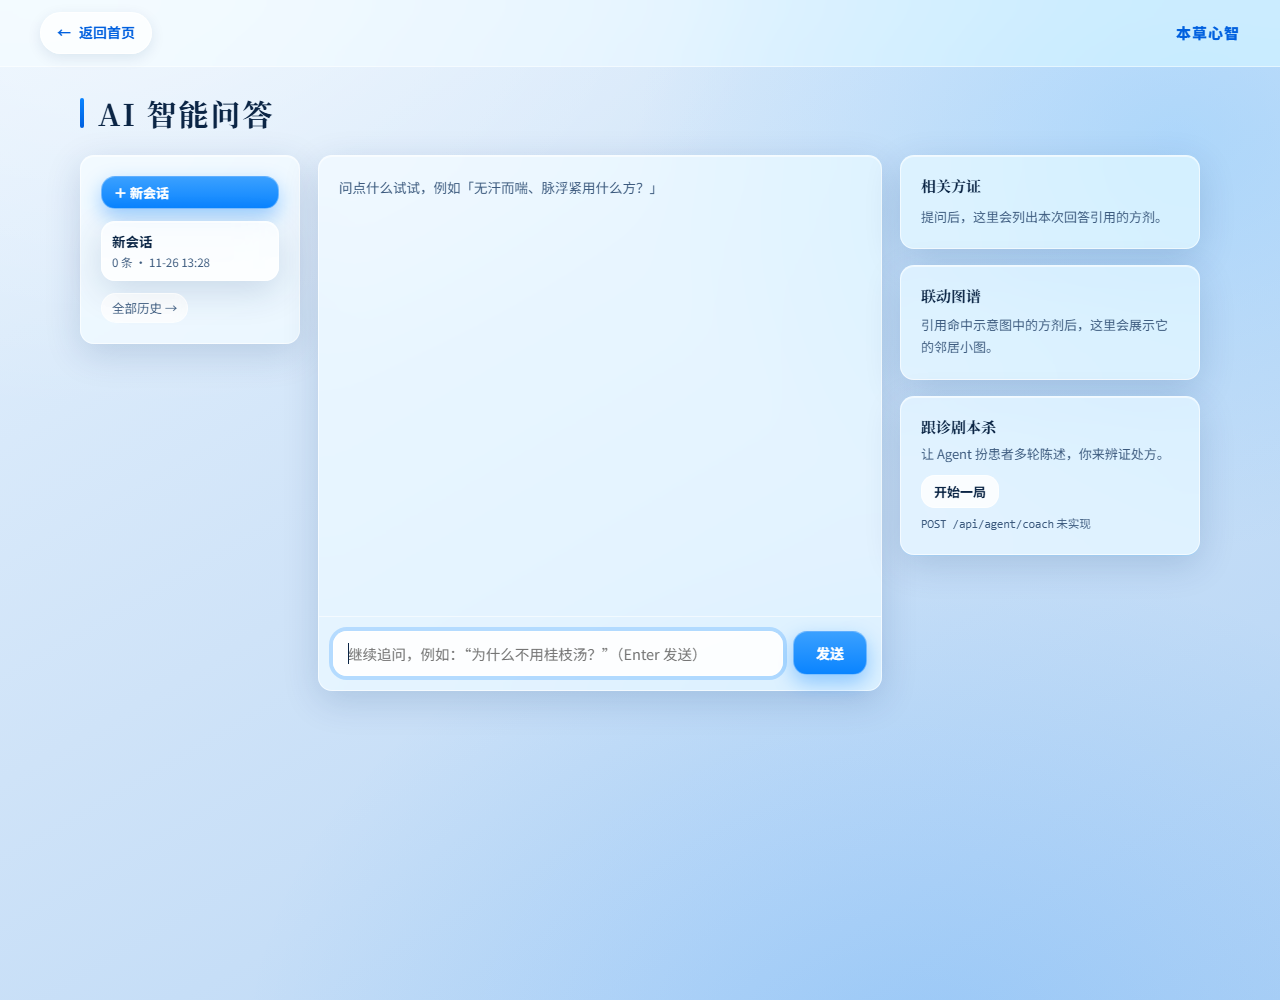 ← 返回首页
本草心智
AI 智能问答
+ 新会话
新会话
0 条 · 11-26 13:28
全部历史 →
问点什么试试，例如「无汗而喘、脉浮紧用什么方？」
继续追问，例如：“为什么不用桂枝汤？”（Enter 发送）
发送
相关方证
提问后，这里会列出本次回答引用的方剂。
联动图谱
引用命中示意图中的方剂后，这里会展示它
的邻居小图。
跟诊剧本杀
让 Agent 扮患者多轮陈述，你来辨证处方。
开始一局
POST /api/agent/coach 未实现